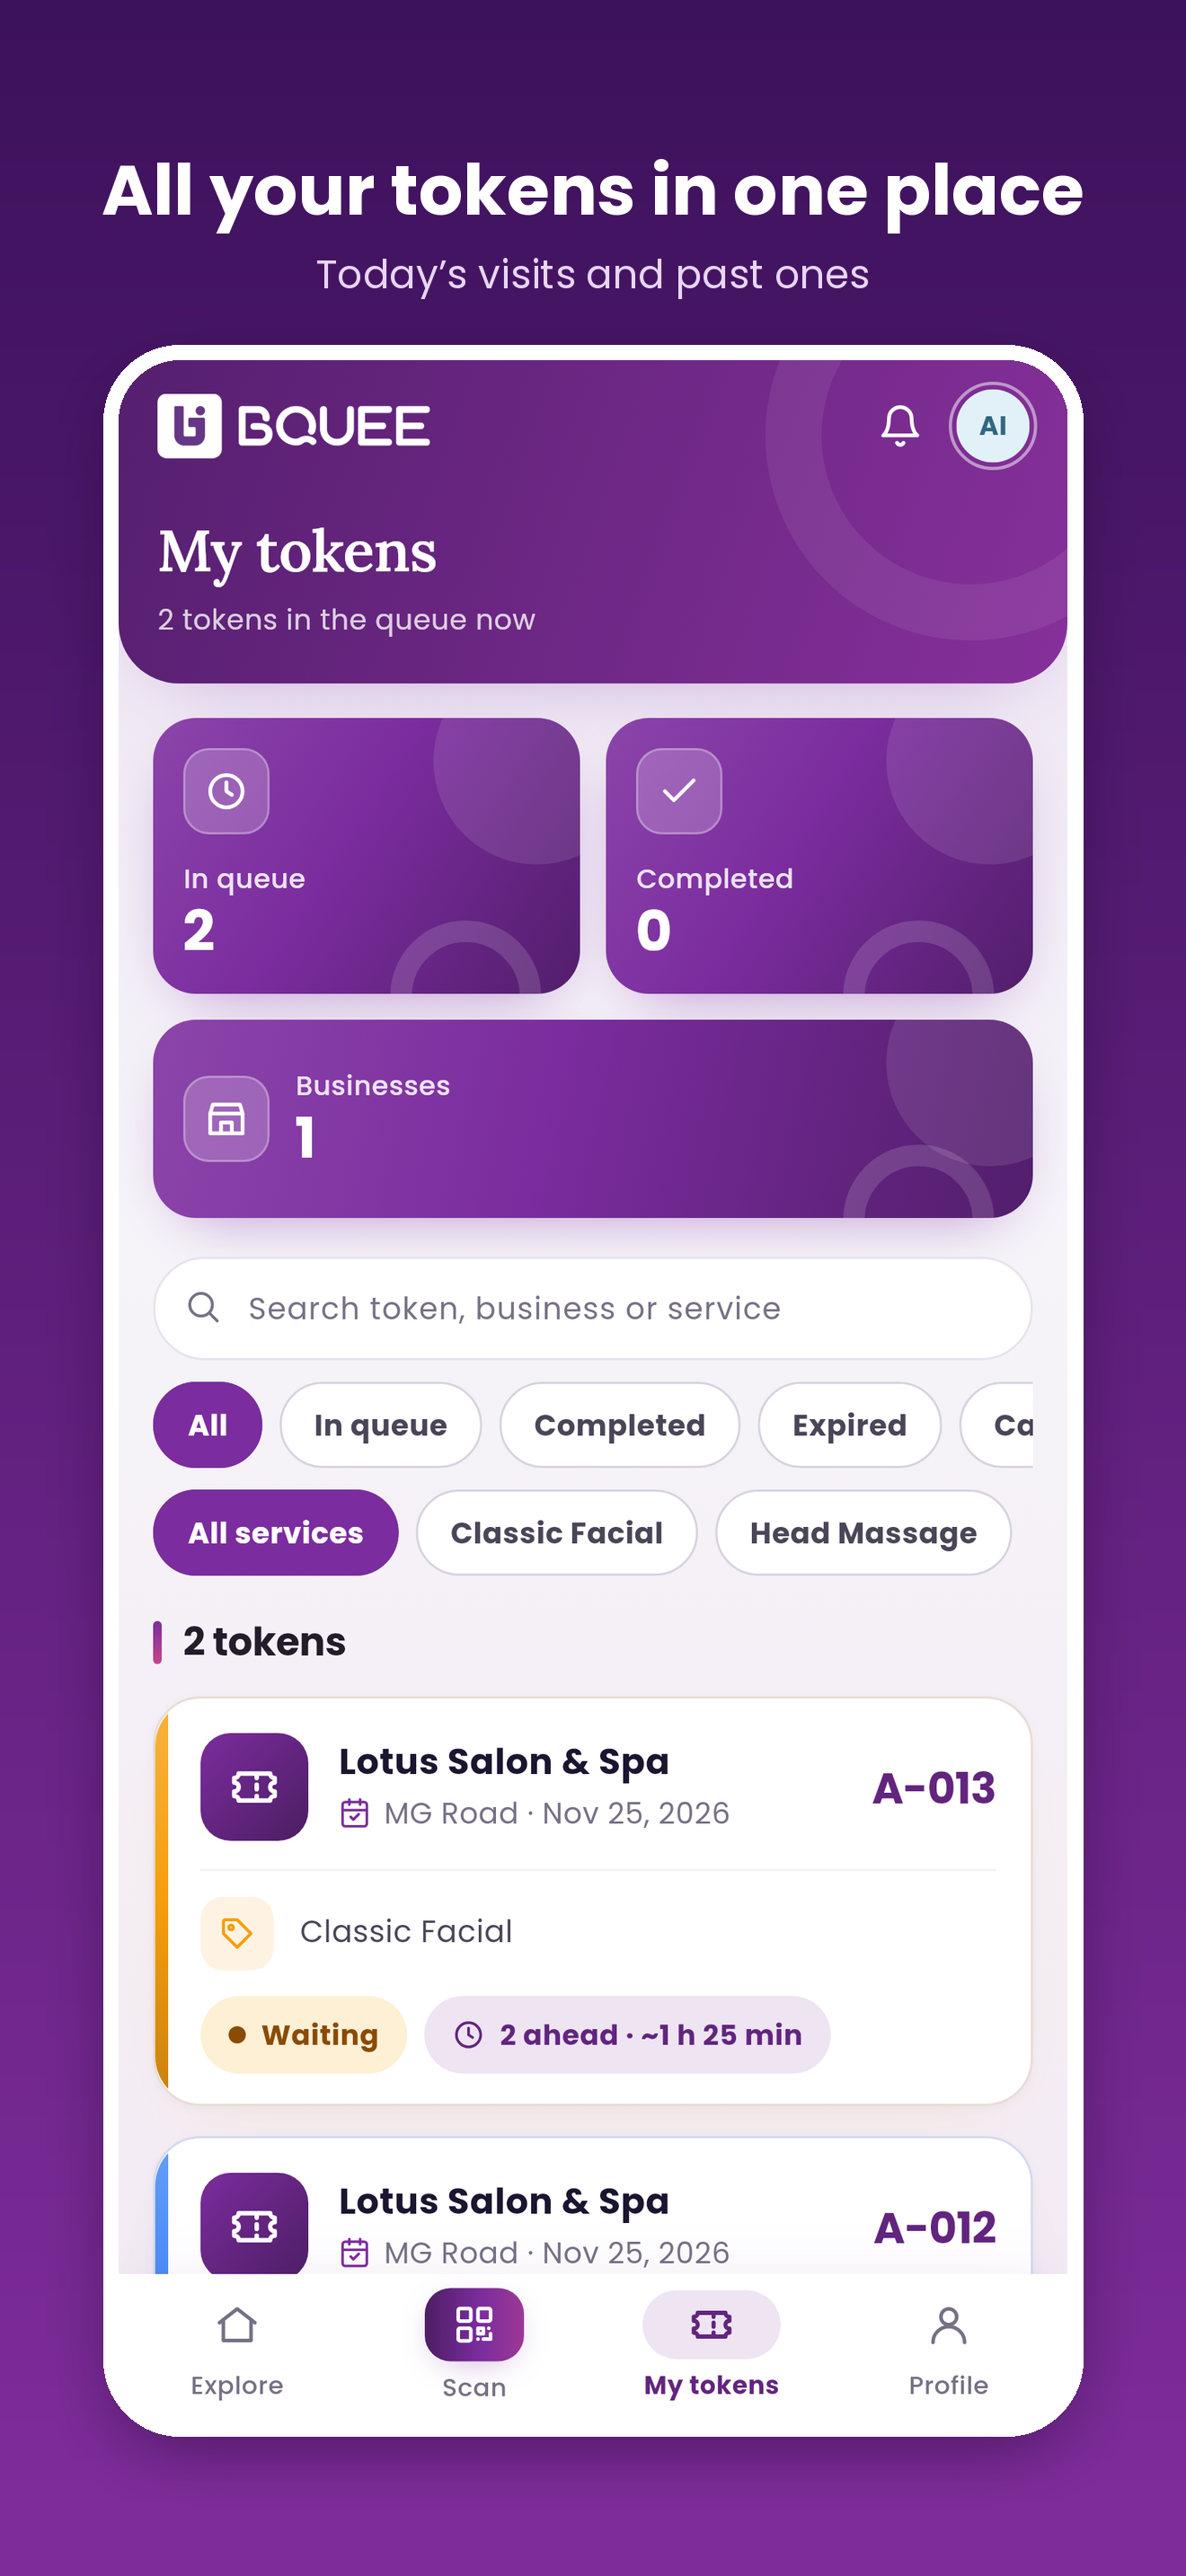 All your tokens in one place
Today’s visits and past ones
BQUEE
AI
My tokens
2 tokens in the queue now
In queue
2
Completed
0
Businesses
1
Search token, business or service
All
In queue
Completed
Expired
Ca
All services
Classic Facial
Head Massage
2 tokens
Lotus Salon & Spa
MG Road · Nov 25, 2026
A-013
Classic Facial
Waiting
2 ahead · ~1 h 25 min
Lotus Salon & Spa
MG Road · Nov 25, 2026
A-012
Explore
Scan
My tokens
Profile